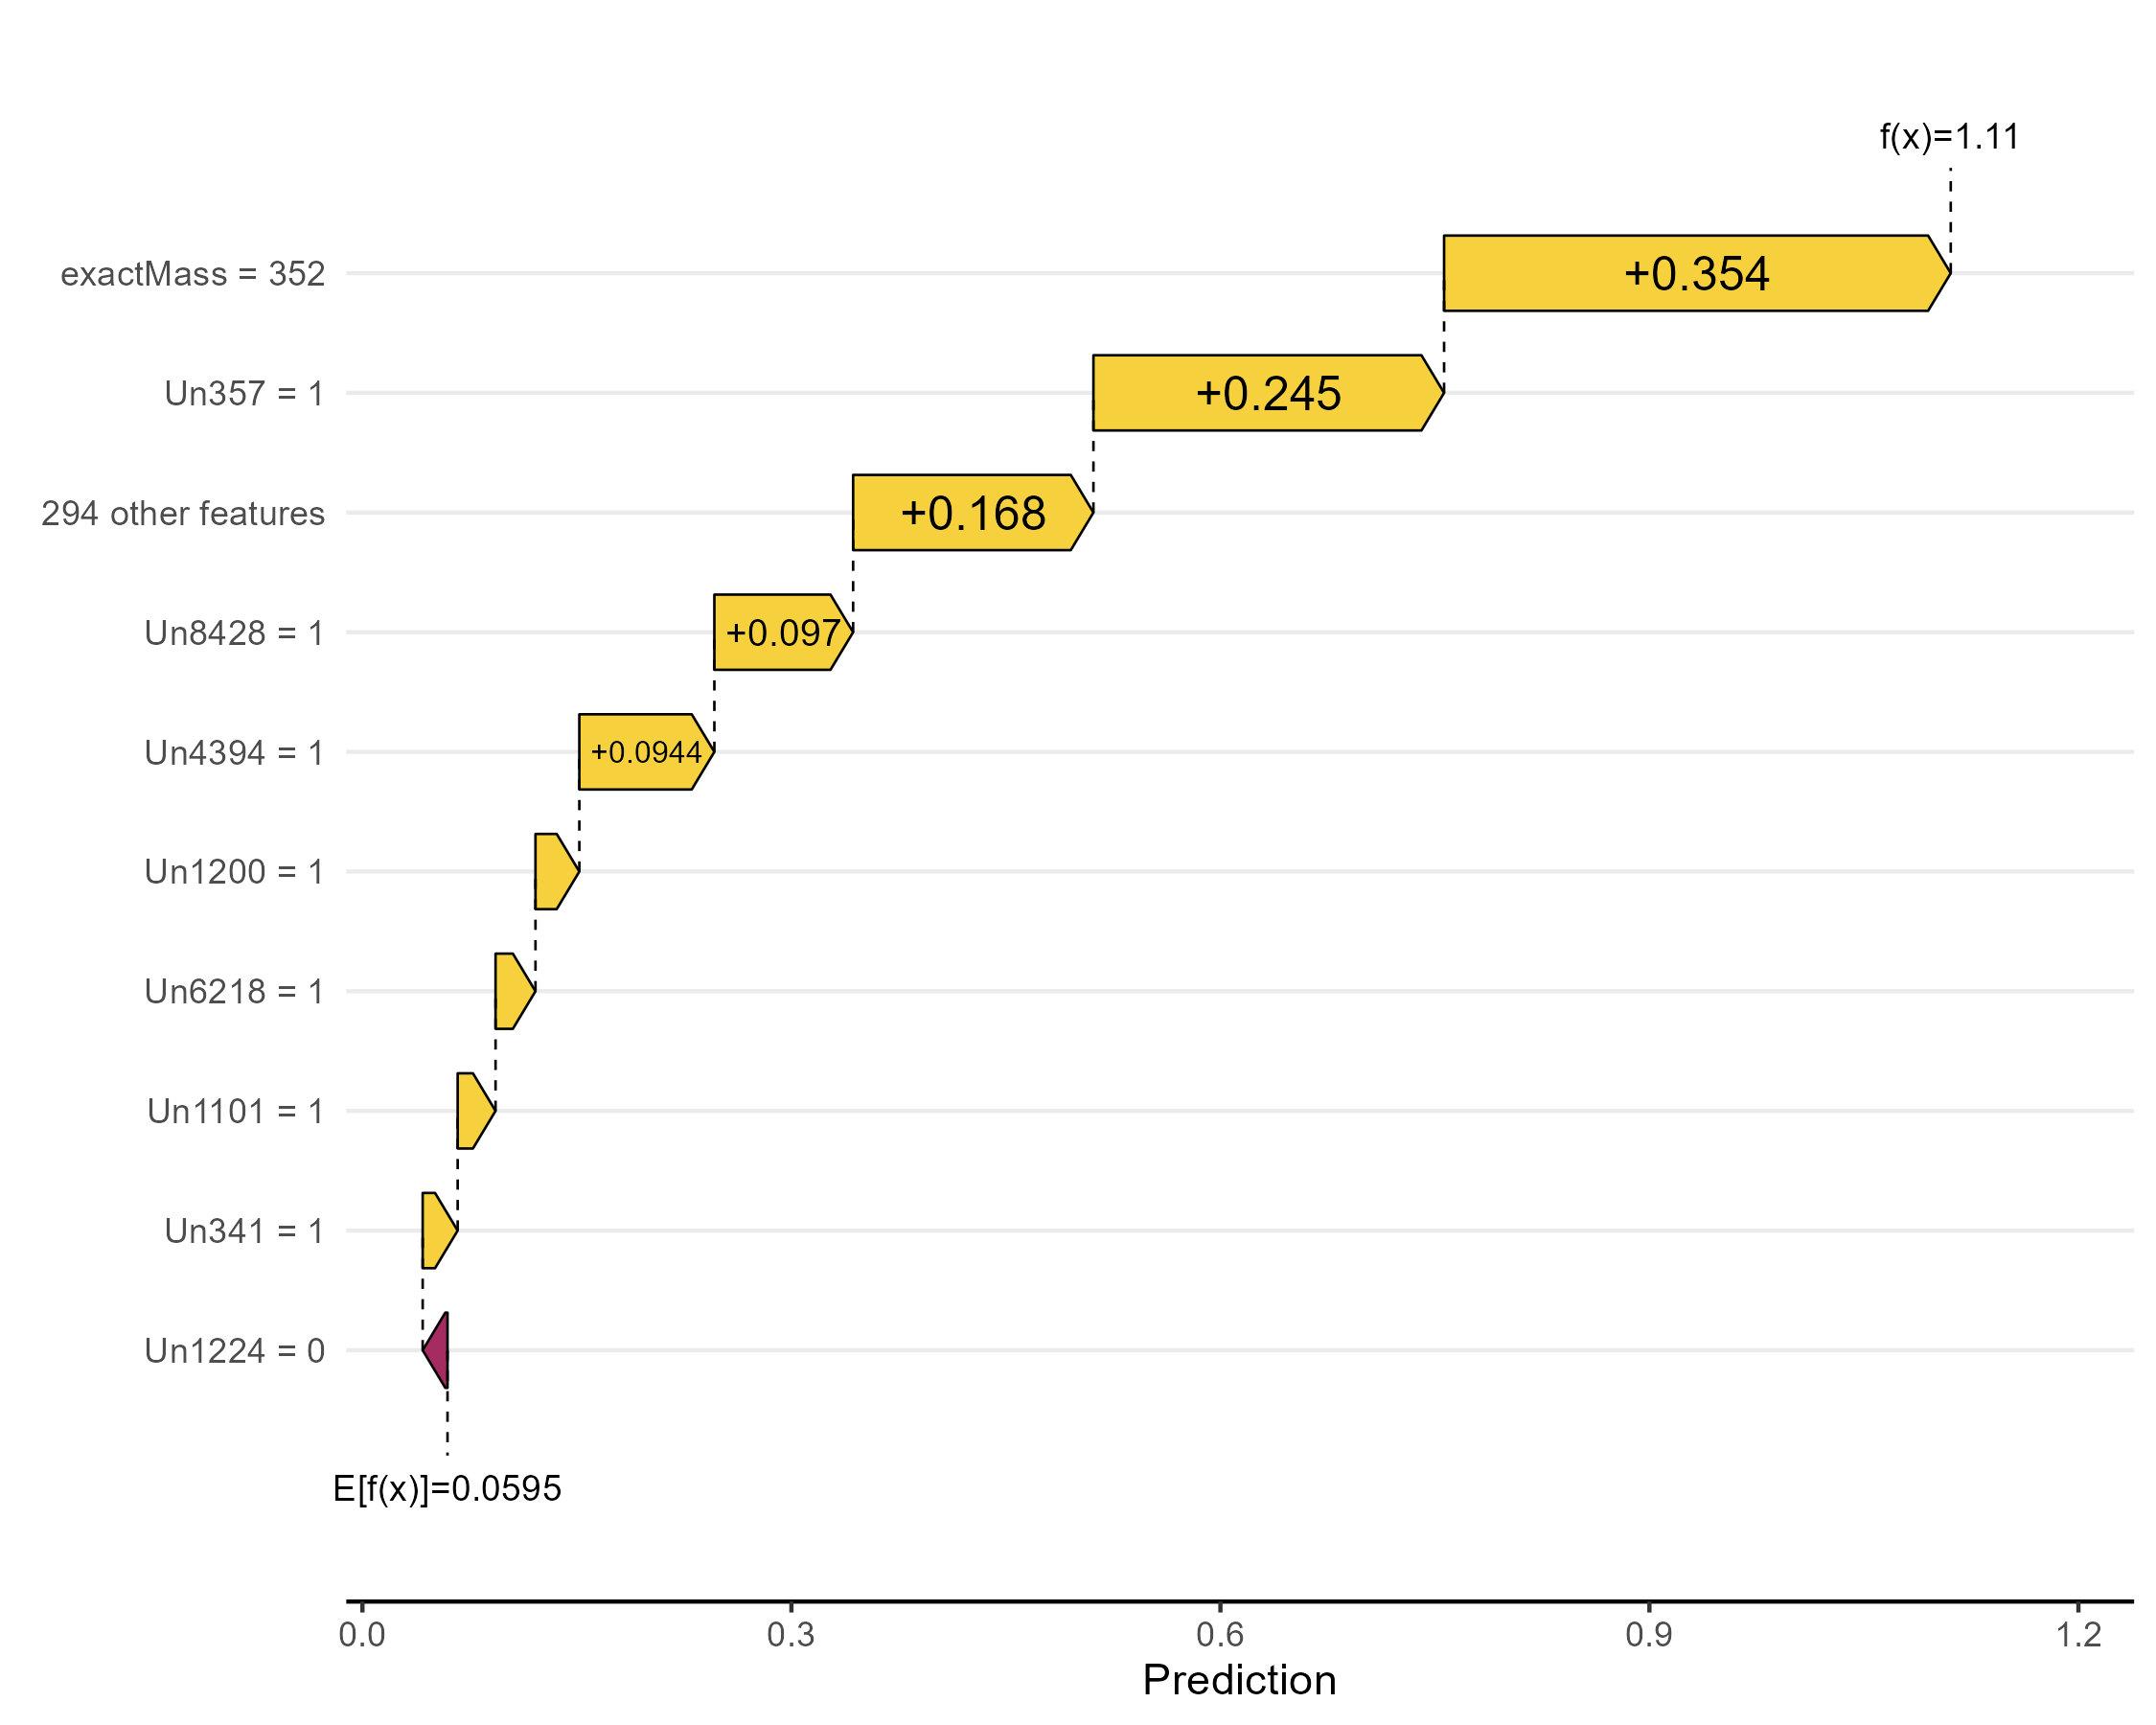 f(x)=1.11
exactMass = 352
+0.354
Un357 = 1
+0.245
294 other features
+0.168
Un8428 = 1
+0.097
Un4394 = 1
+0.0944
Un1200 = 1
Un6218 = 1
Un1101 = 1
Un341 = 1
Un1224 = 0
E[f(x)]=0.0595
0.0 0.3 0.6 0.9 1.2
Prediction